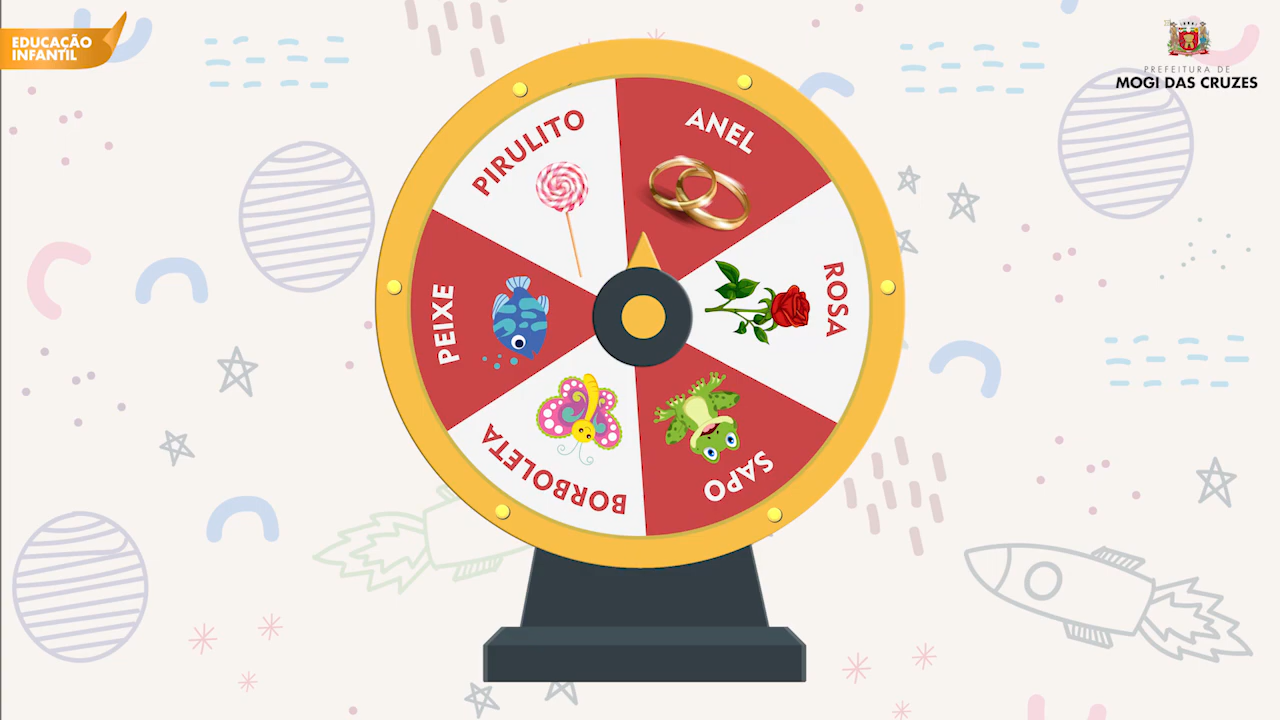 EDUCAÇÃO
INFANTIL
PREFEITURA DE
MOGI DAS CRUZES
PIRULITO
ANEL
ROSA
SAPO
BORBOLETA
PEIXE